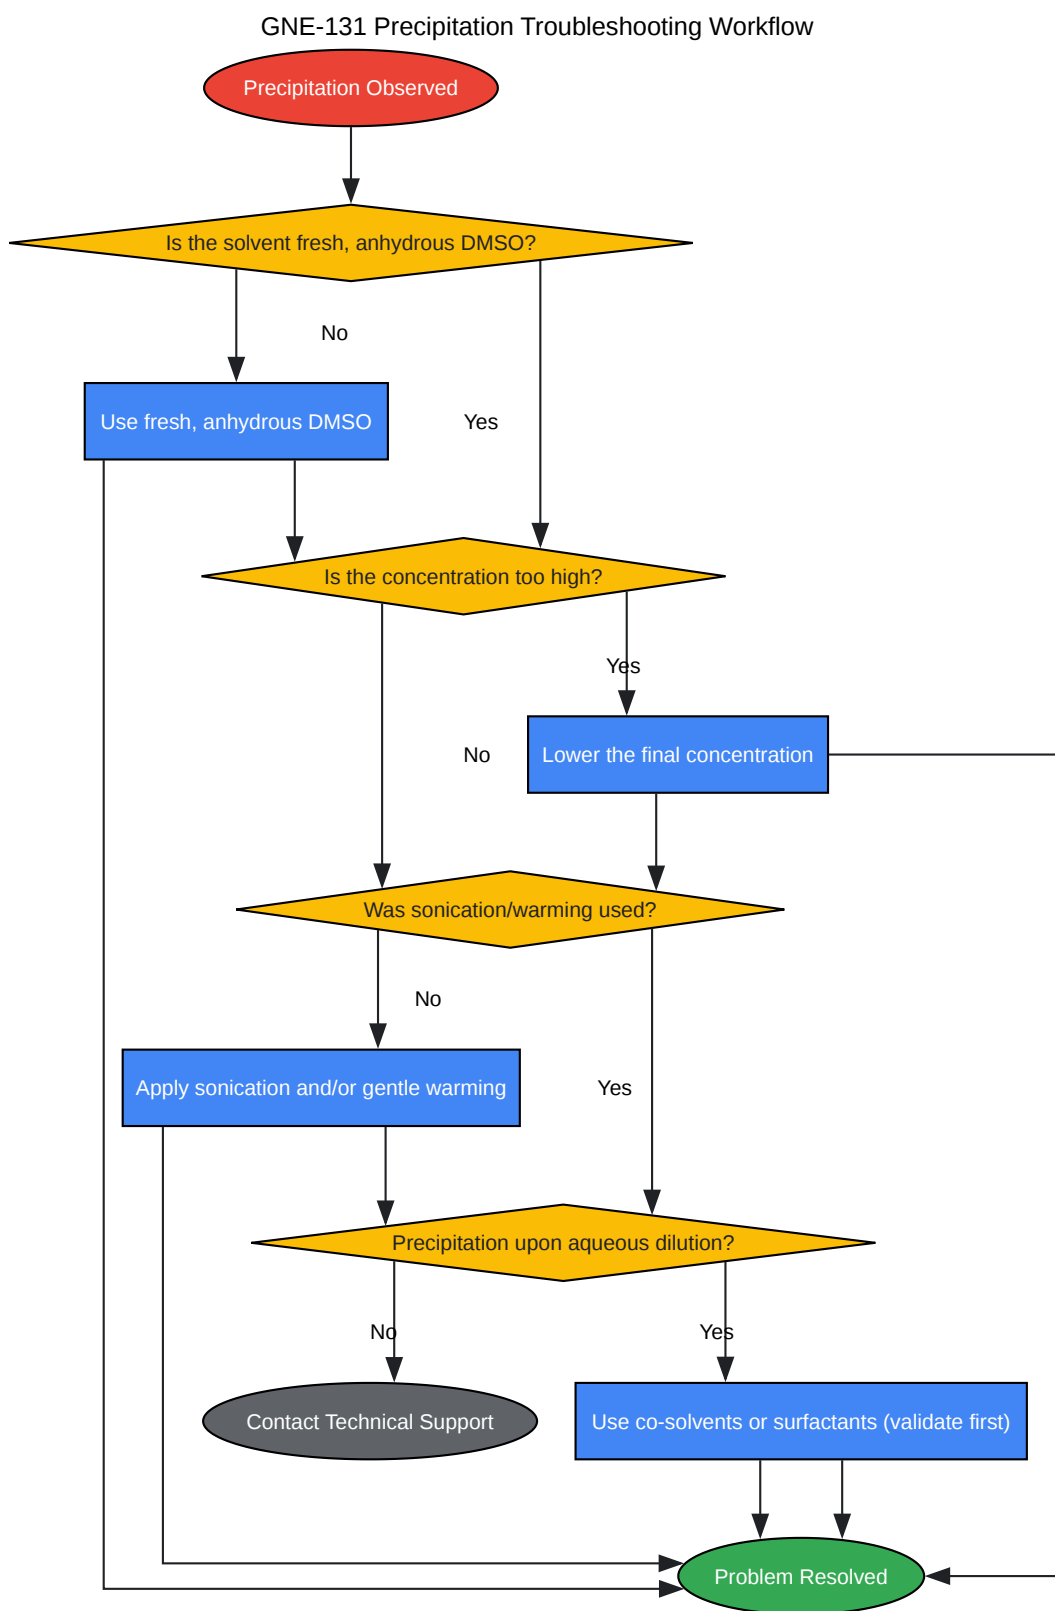 GNE-131 Precipitation Troubleshooting Workflow
Precipitation Observed
Is the solvent fresh, anhydrous DMSO?
No
Use fresh, anhydrous DMSO
Yes
Is the concentration too high?
Yes
No
Lower the final concentration
Was sonication/warming used?
No
Apply sonication and/or gentle warming
Yes
Precipitation upon aqueous dilution?
No
Yes
Contact Technical Support
Use co-solvents or surfactants (validate first)
Problem Resolved